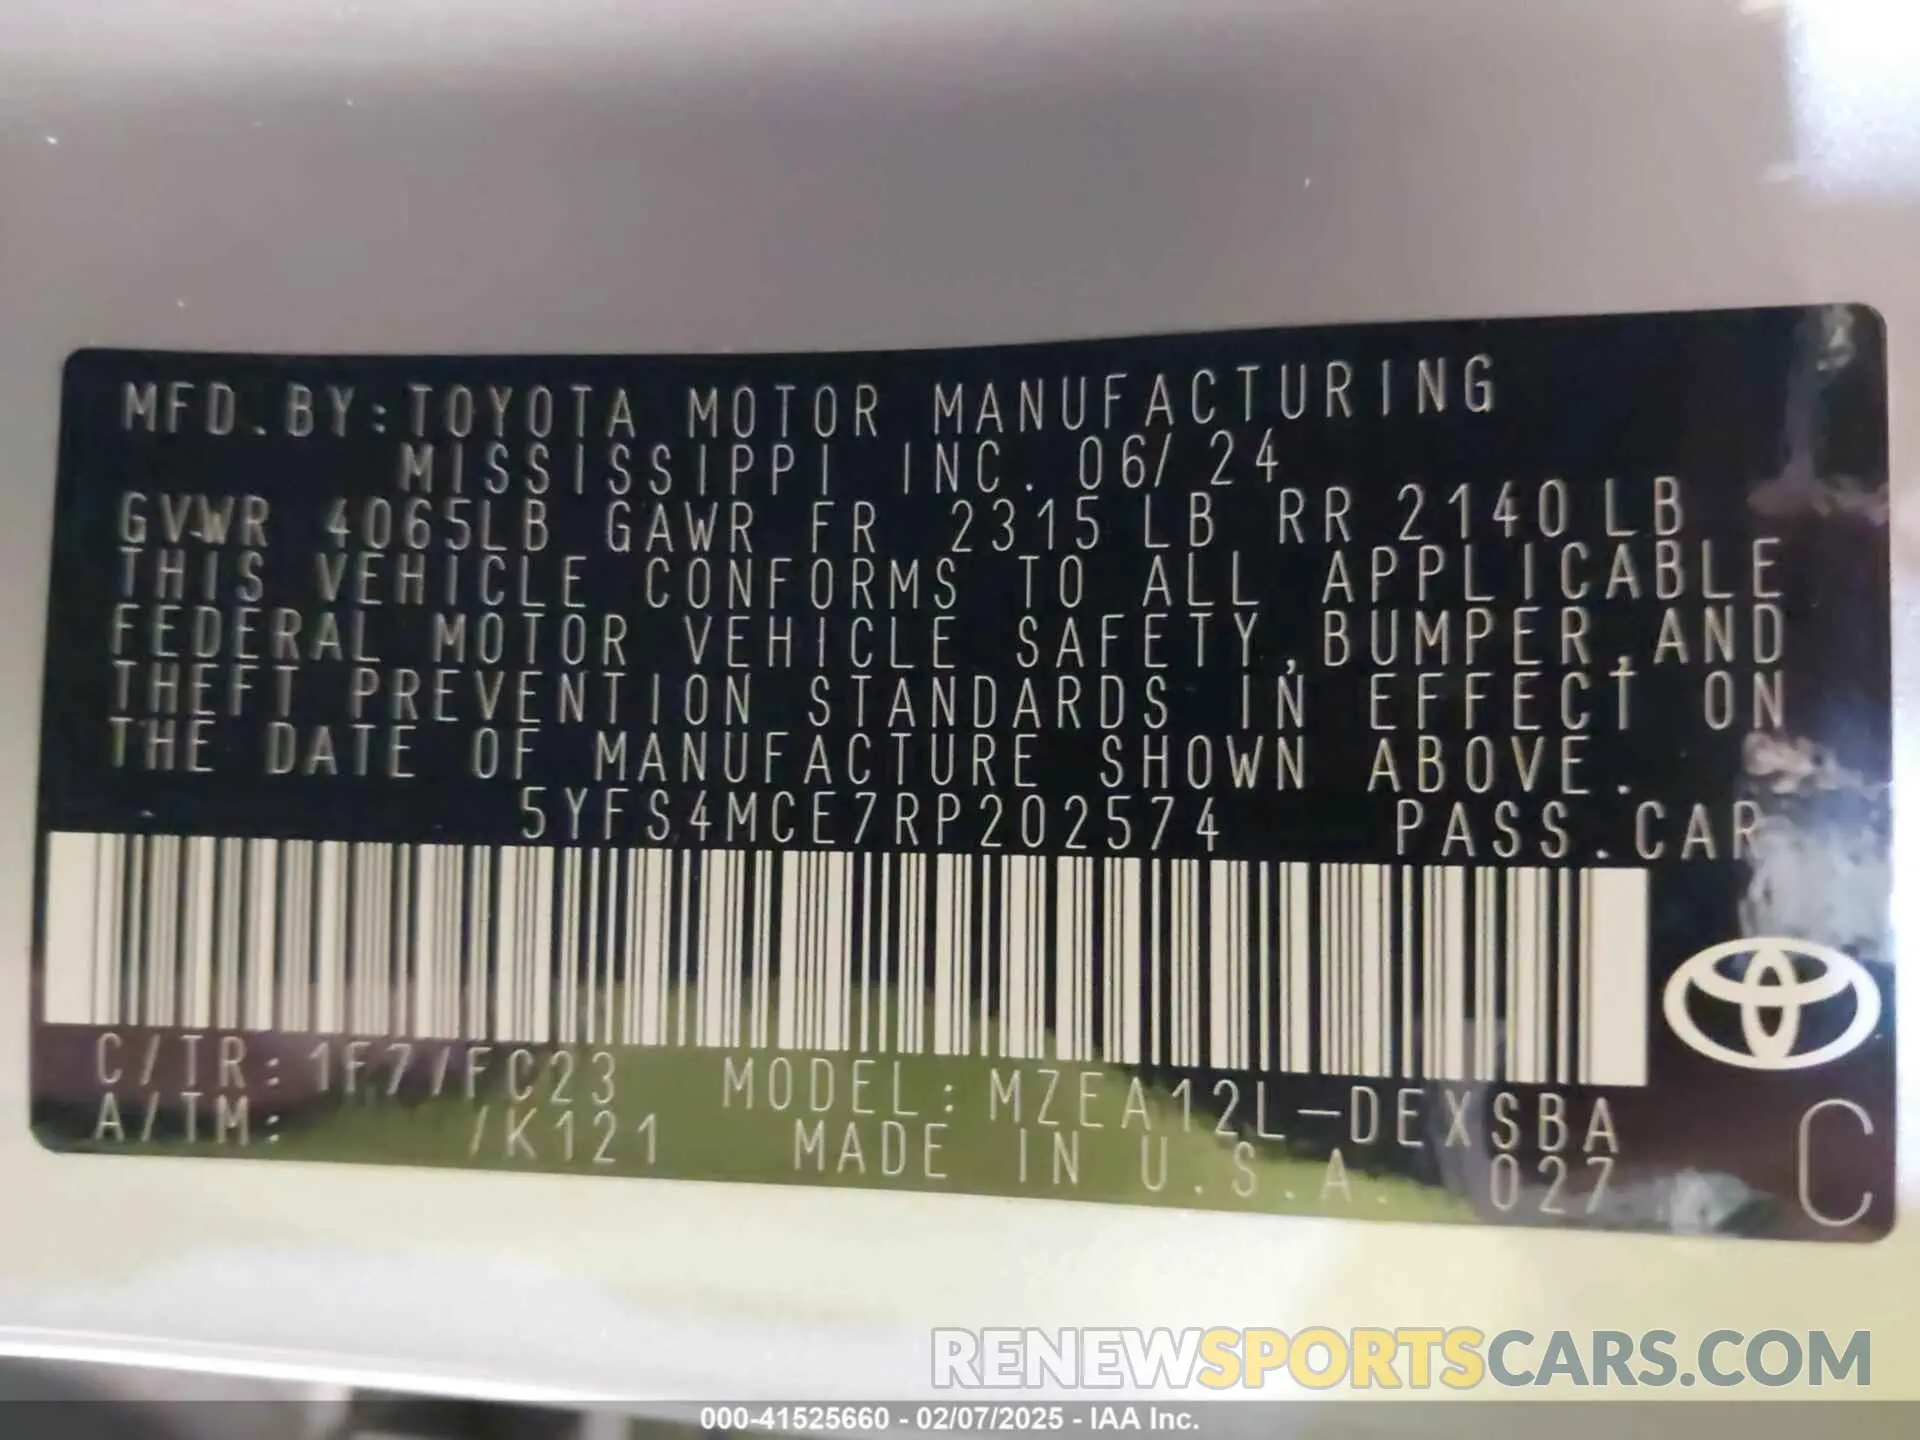 MFD.BY:TOYOTA MOTOR MANUFACTURING
MISSISSIPPI INC. 06/24
GVWR 4065LB GAWR FR 2315LB RR 2140LB
THIS VEHICLE CONFORMS TO ALL APPLICABLE
FEDERAL MOTOR VEHICLE SAFETY,BUMPER,AND
THEFT PREVENTION STANDARDS IN EFFECT ON
THE DATE OF MANUFACTURE SHOWN ABOVE.
5YFS4MCE7RP202574 PASS.CAR
C/TR:1F7/FC23 MODEL:MZEA12L-DEXSBA
A/TM: /K121 MADE IN U.S.A. 027
C
RENEWSPORTSCARS.COM
000-41525660 - 02/07/2025 - IAA Inc.